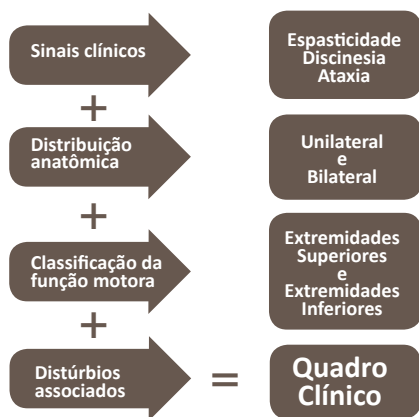 Sinais clínicos
Espasticidade
Discinesia
Ataxia
+
Distribuição
anatômica
Unilateral
e
Bilateral
+
Classificação da
função motora
Extremidades
Superiores
e
Extremidades
Inferiores
+
Distúrbios
associados
=
Quadro
Clínico